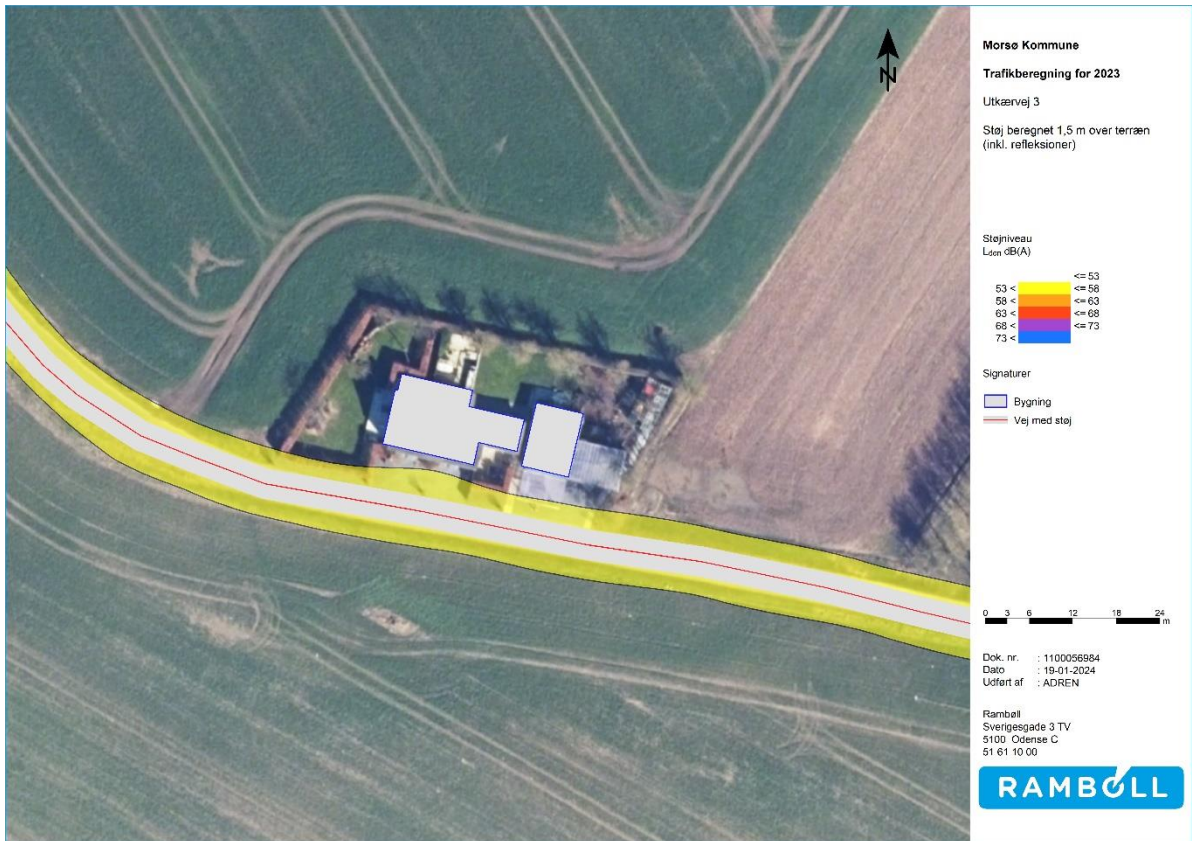 N
Morsø Kommune
Trafikberegning for 2023
Utkærvej 3
Støj beregnet 1,5 m over terræn
(inkl. refleksioner)
Støjniveau
Lden dB(A)
<= 53
53 < <= 58
58 < <= 63
63 < <= 68
68 < <= 73
73 <
Signaturer
Bygning
Vej med støj
0 3 6 12 18 24
m
Dok. nr. : 1100056984
Dato : 19-01-2024
Udført af : ADREN
Rambøll
Sverigesgade 3 TV
5100 Odense C
51 61 10 00
RAMBOLL